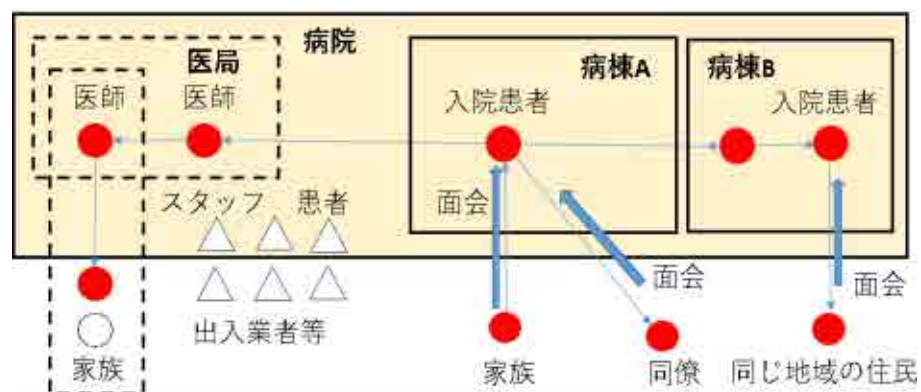 病院
医局
病棟A
病棟B
医師
医師
入院患者
入院患者
スタッフ
患者
面会
面会
面会
出入業者等
家族
家族
同僚
同じ地域の住民